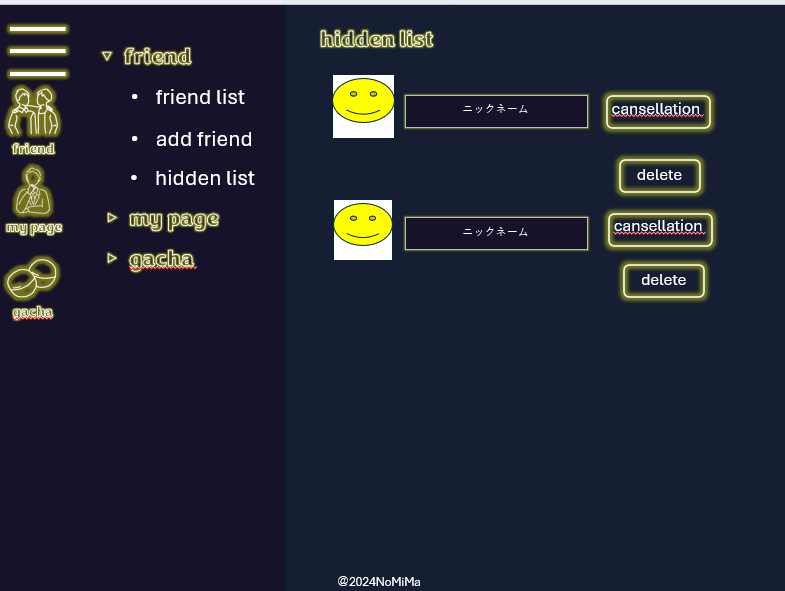 friend
my page
gacha
friend
friend list
add friend
hidden list
my page
gacha
hidden list
ニックネーム
cansellation
delete
ニックネーム
cansellation
delete
@2024NoMiMa